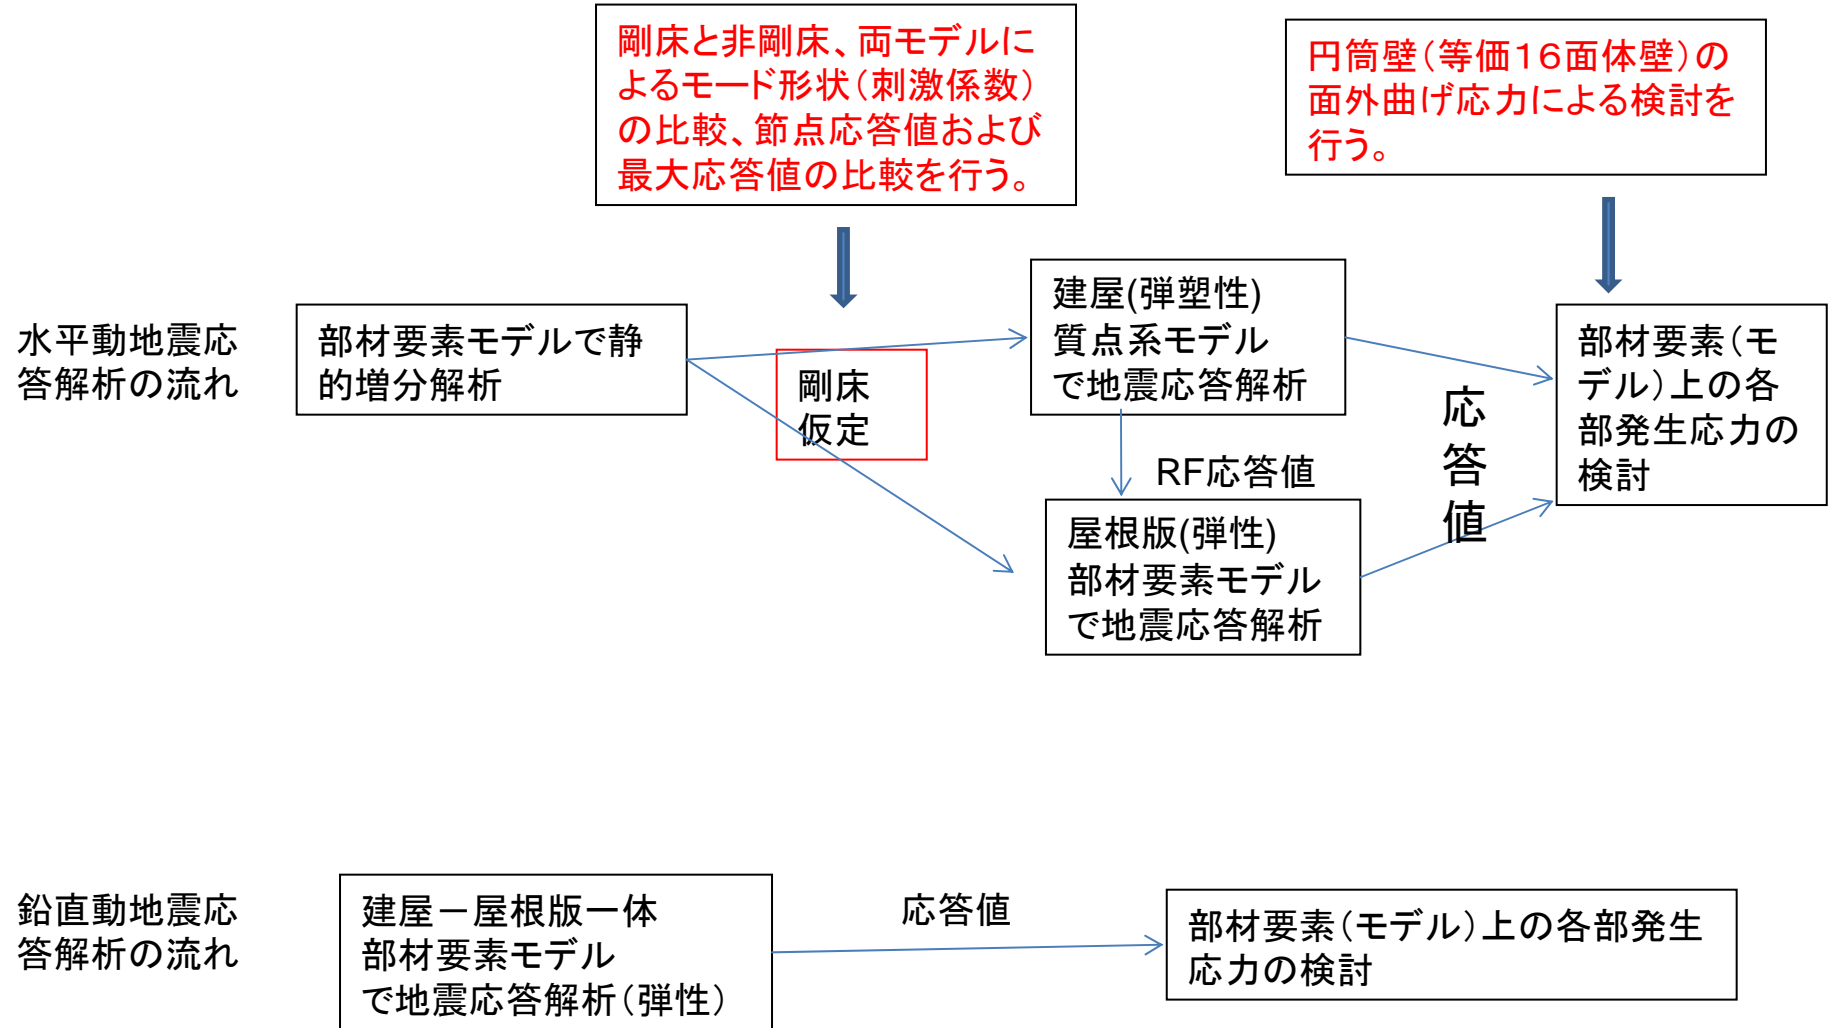 剛床と非剛床、両モデルに
よるモード形状（刺激係数）
の比較、節点応答値および
最大応答値の比較を行う。
円筒壁（等価１６面体壁）の
面外曲げ応力による検討を
行う。
水平動地震応
答解析の流れ
部材要素モデルで静
的増分解析
剛床
仮定
建屋(弾塑性)
質点系モデル
で地震応答解析
RF応答値
屋根版(弾性)
部材要素モデル
で地震応答解析
応
答
値
部材要素（モ
デル）上の各
部発生応力の
検討
鉛直動地震応
答解析の流れ
建屋－屋根版一体
部材要素モデル
で地震応答解析（弾性）
応答値
部材要素（モデル）上の各部発生
応力の検討